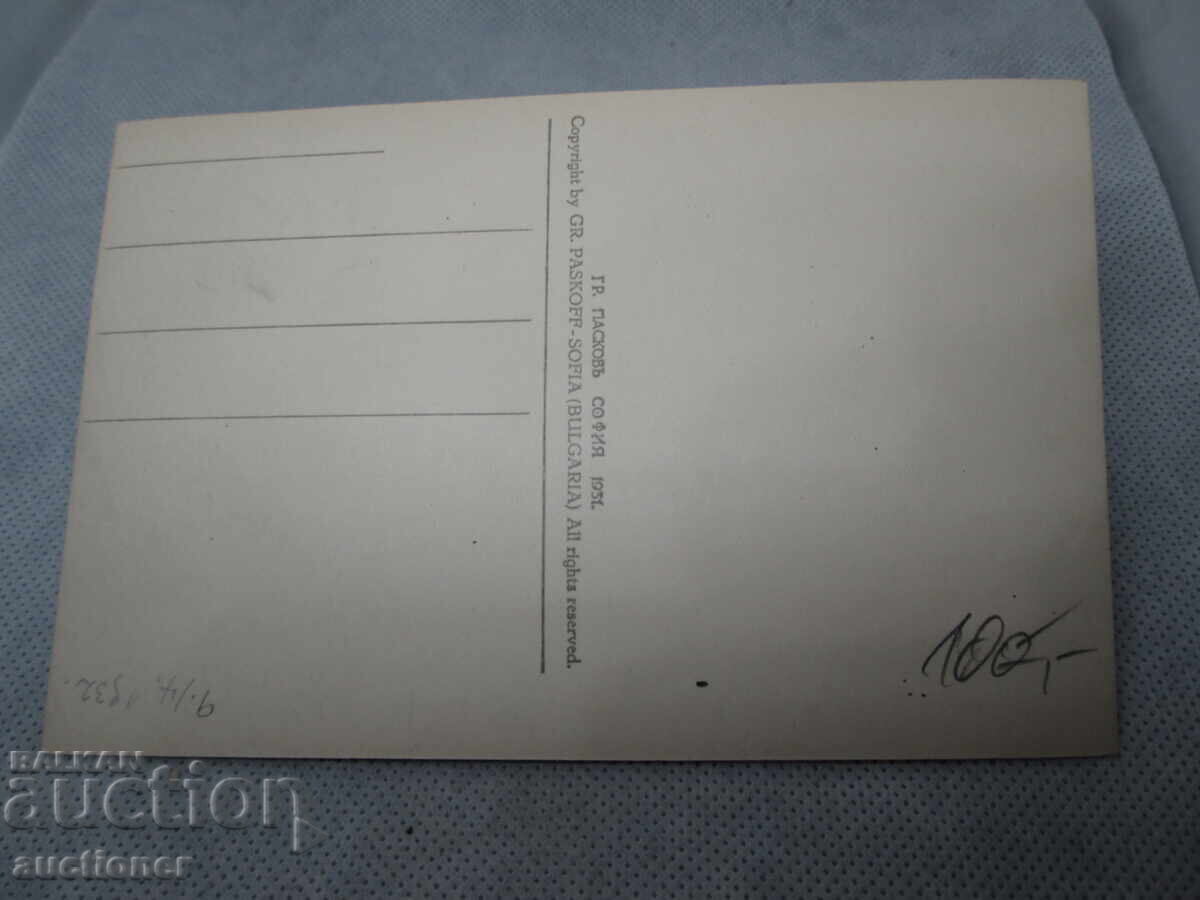 ГР. ПАСКОВЪ СОФИЯ 1931.
Copyright by GR. PASKOFF-SOFIA (BULGARIA) All rights reserved.
100,-
9./14. 1932.
BALKAN
auction
auctioner